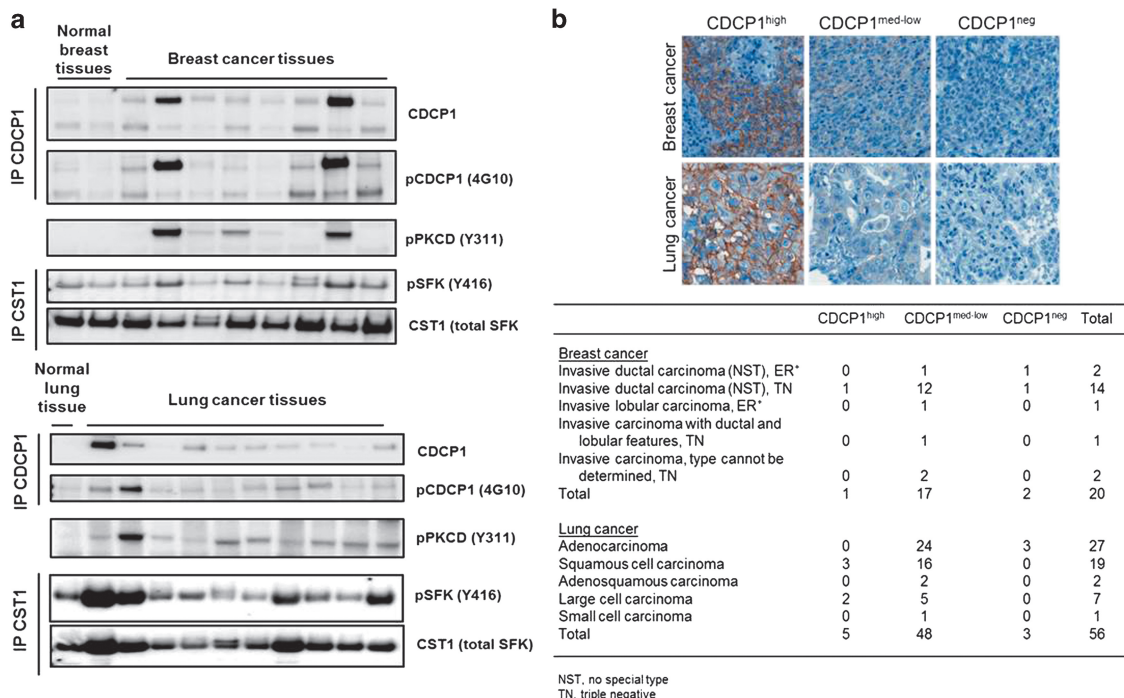 a
Normal
breast
tissues
Breast cancer tissues
IP CDCP1
CDCP1
pCDCP1 (4G10)
pPKCD (Y311)
IP CST1
pSFK (Y416)
CST1 (total SFK
Normal
lung
tissue
Lung cancer tissues
IP CDCP1
CDCP1
pCDCP1 (4G10)
pPKCD (Y311)
IP CST1
pSFK (Y416)
CST1 (total SFK)
b
CDCP1high CDCP1med-low CDCP1neg
Breast cancer
Lung cancer
CDCP1high CDCP1med-low CDCP1neg Total
Breast cancer
Invasive ductal carcinoma (NST), ER+ 0 1 1 2
Invasive ductal carcinoma (NST), TN 1 12 1 14
Invasive lobular carcinoma, ER+ 0 1 0 1
Invasive carcinoma with ductal and
lobular features, TN 0 1 0 1
Invasive carcinoma, type cannot be
determined, TN 0 2 0 2
Total 1 17 2 20
Lung cancer
Adenocarcinoma 0 24 3 27
Squamous cell carcinoma 3 16 0 19
Adenosquamous carcinoma 0 2 0 2
Large cell carcinoma 2 5 0 7
Small cell carcinoma 0 1 0 1
Total 5 48 3 56
NST, no special type
TN, triple negative